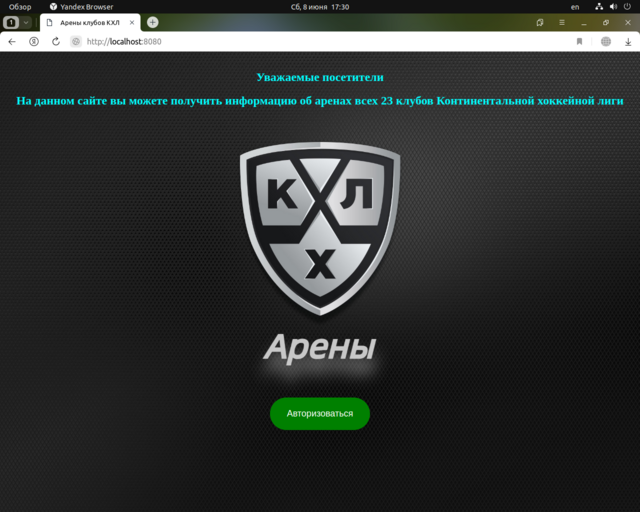 Обзор Yandex Browser Сб, 8 июня 17:30 en
1 Арены клубов КХЛ
http://localhost:8080
Уважаемые посетители
На данном сайте вы можете получить информацию об аренах всех 23 клубов Континентальной хоккейной лиги
К Л
Х
Арены
Авторизоваться